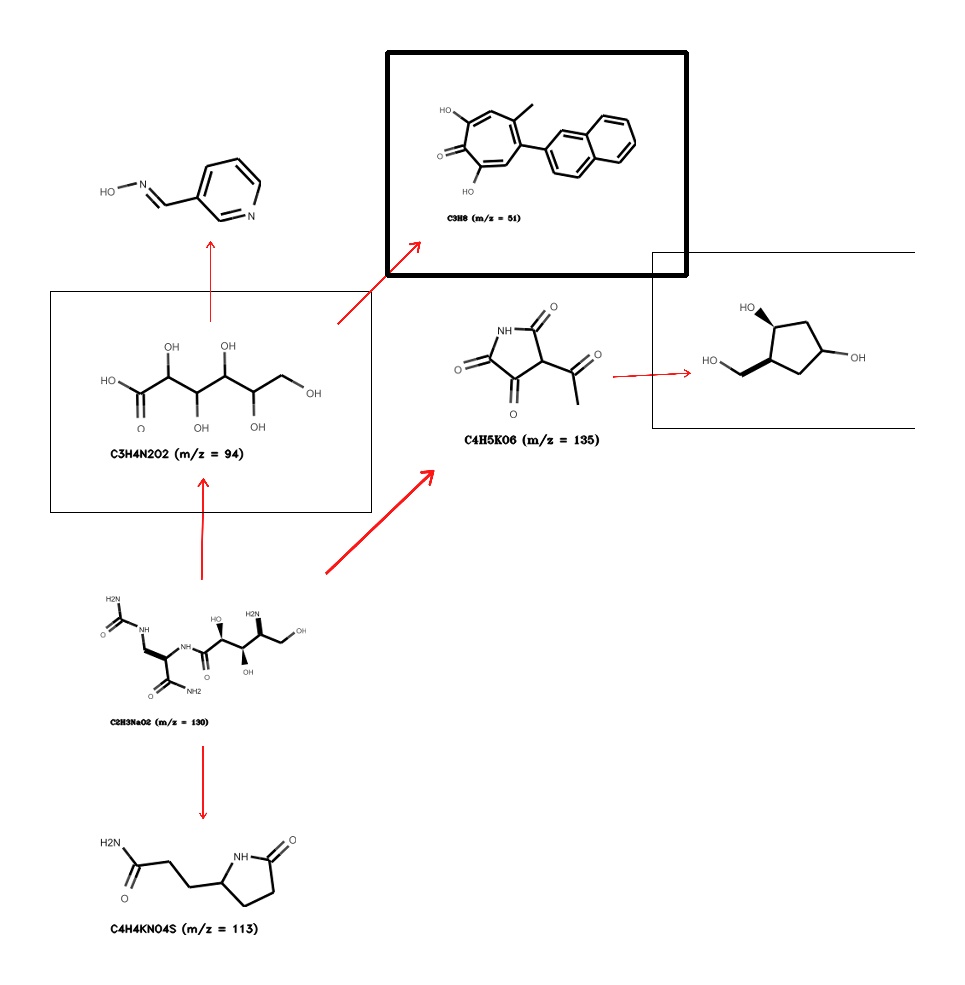 HO
O
HO
C3H8 (m/z = 51)
HO
N
N
OH
OH
HO
OH
O
OH
OH
C3H4N2O2 (m/z = 94)
O
NH
O
O
O
C4H5KO6 (m/z = 135)
HO
HO
OH
H2N
O
NH
NH
HO
H2N
OH
O
OH
O
NH2
C2H3NaO2 (m/z = 130)
H2N
O
NH
O
C4H4KNO4S (m/z = 113)